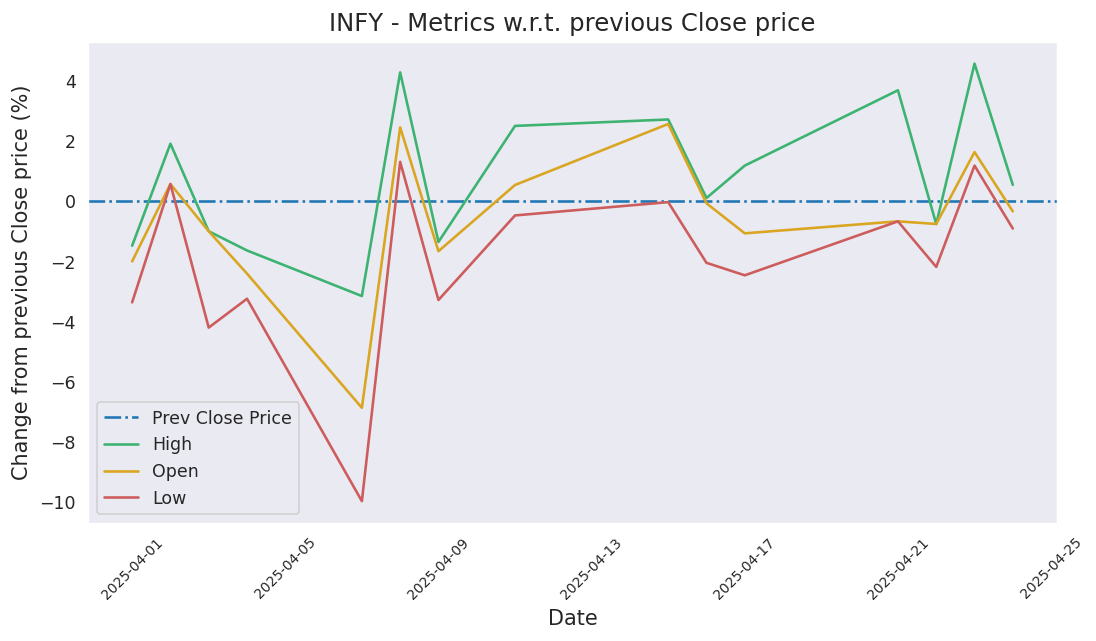 INFY - Metrics w.r.t. previous Close price
Change from previous Close price (%)
4
2
0
−2
−4
−6
−8
−10
Prev Close Price
High
Open
Low
2025-04-01
2025-04-05
2025-04-09
2025-04-13
2025-04-17
2025-04-21
2025-04-25
Date